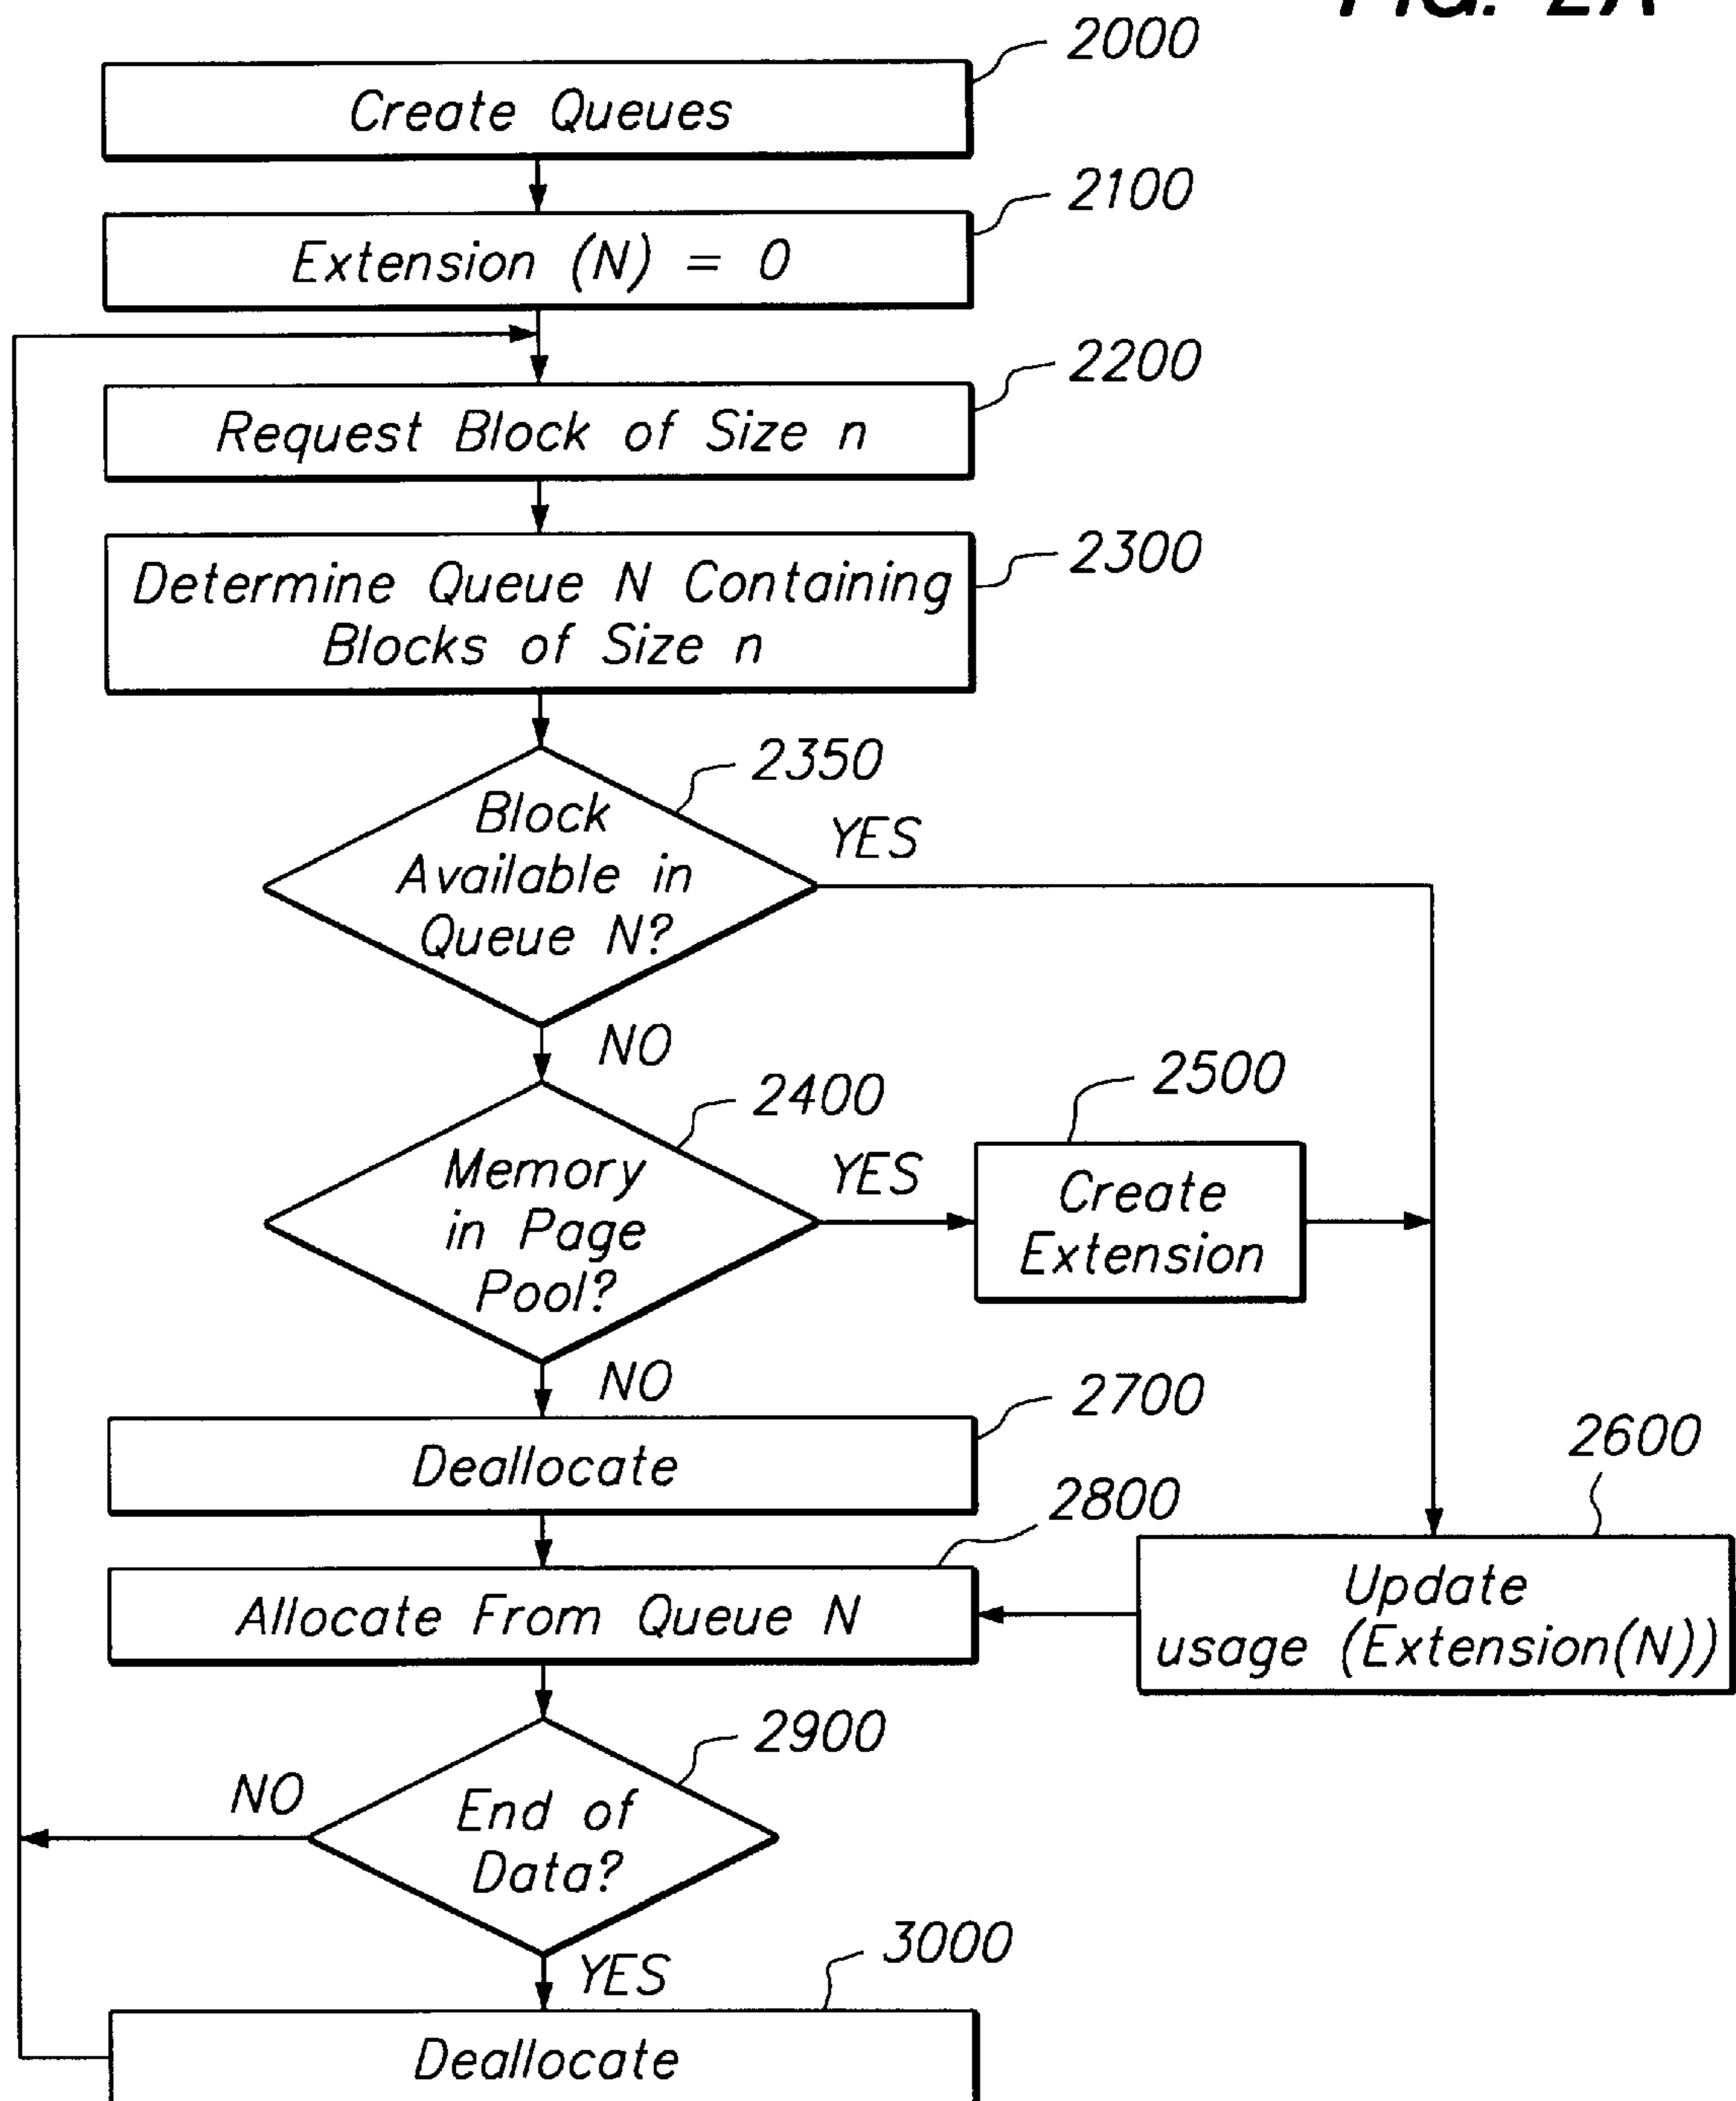 FIG. 2A
2000
Create Queues
2100
Extension (N) = 0
2200
Request Block of Size n
2300
Determine Queue N Containing
Blocks of Size n
2350
Block
Available in
Queue N?
YES
NO
2400
Memory
in Page
Pool?
YES
2500
Create
Extension
NO
2700
Deallocate
2600
Update
usage (Extension(N))
2800
Allocate From Queue N
2900
End of
Data?
NO
YES
3000
Deallocate